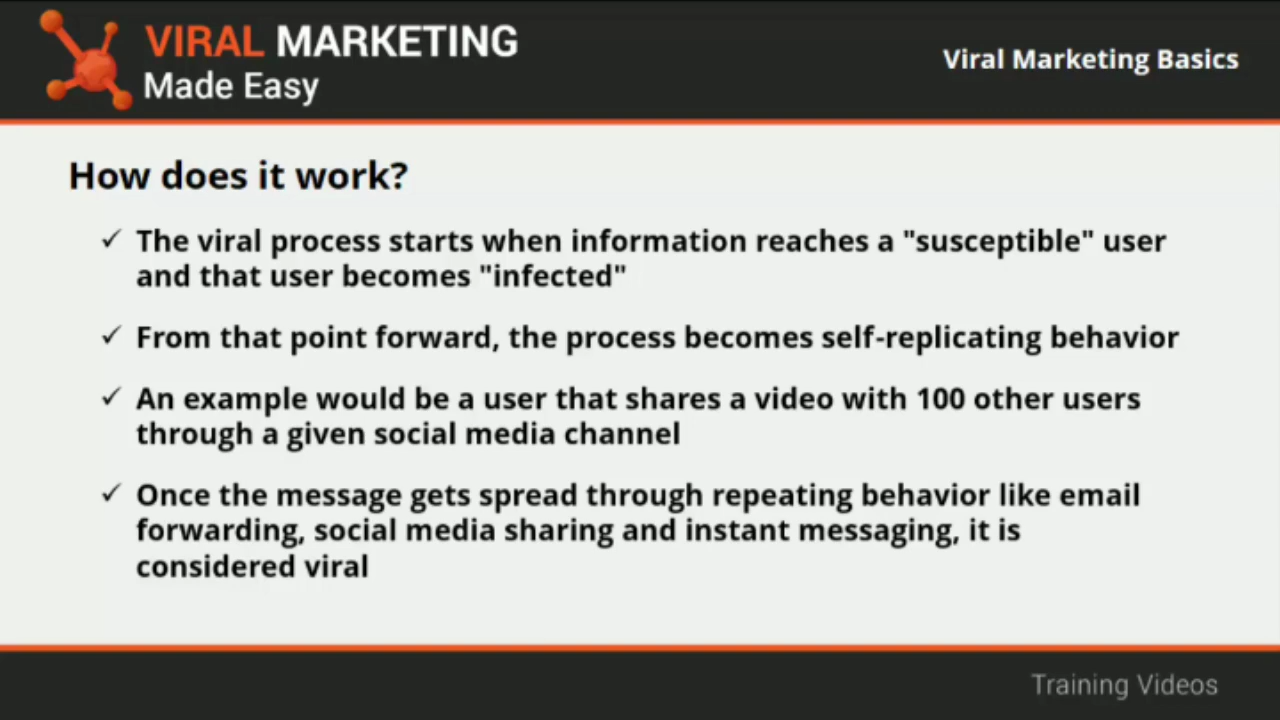 VIRAL MARKETING
Made Easy
Viral Marketing Basics
How does it work?
✓ The viral process starts when information reaches a "susceptible" user
and that user becomes "infected"
✓ From that point forward, the process becomes self-replicating behavior
✓ An example would be a user that shares a video with 100 other users
through a given social media channel
✓ Once the message gets spread through repeating behavior like email
forwarding, social media sharing and instant messaging, it is
considered viral
Training Videos